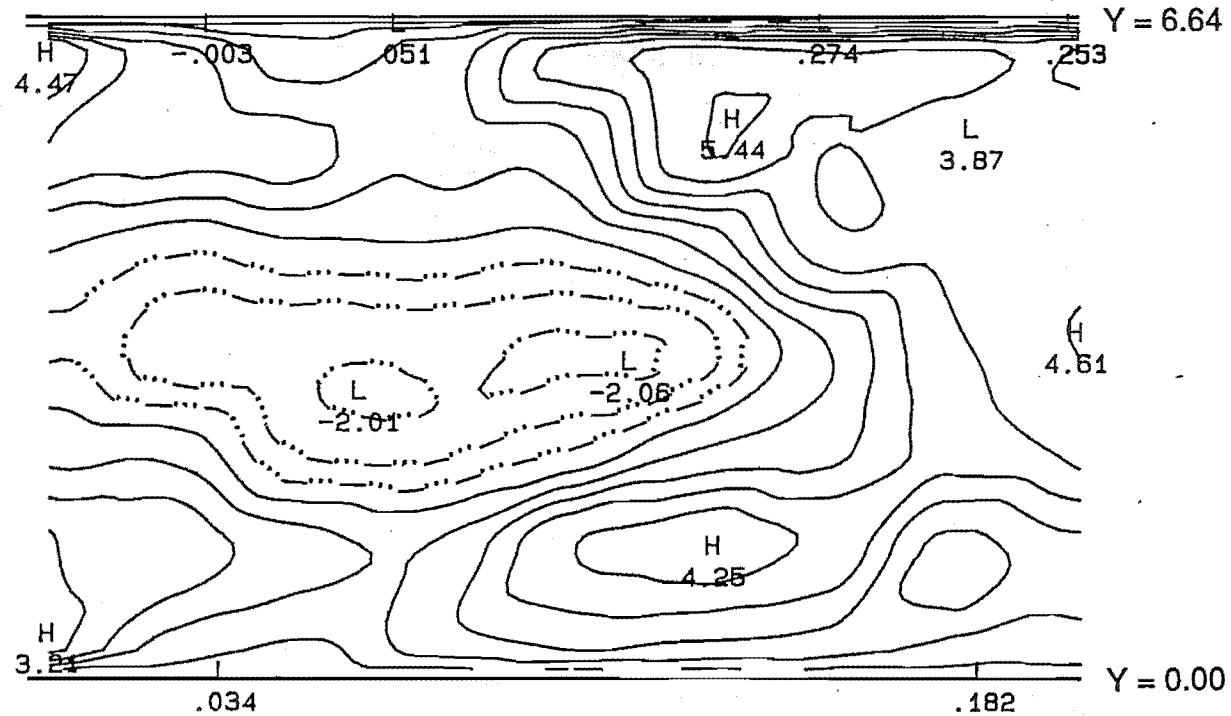 Y = 6.64
H -.003 .051 .274 .253
4.47
H L
5.44 3.87
H
L 4.61
L -2.06
-2.01
H
4.25
H
3.21
Y = 0.00
.034 .182